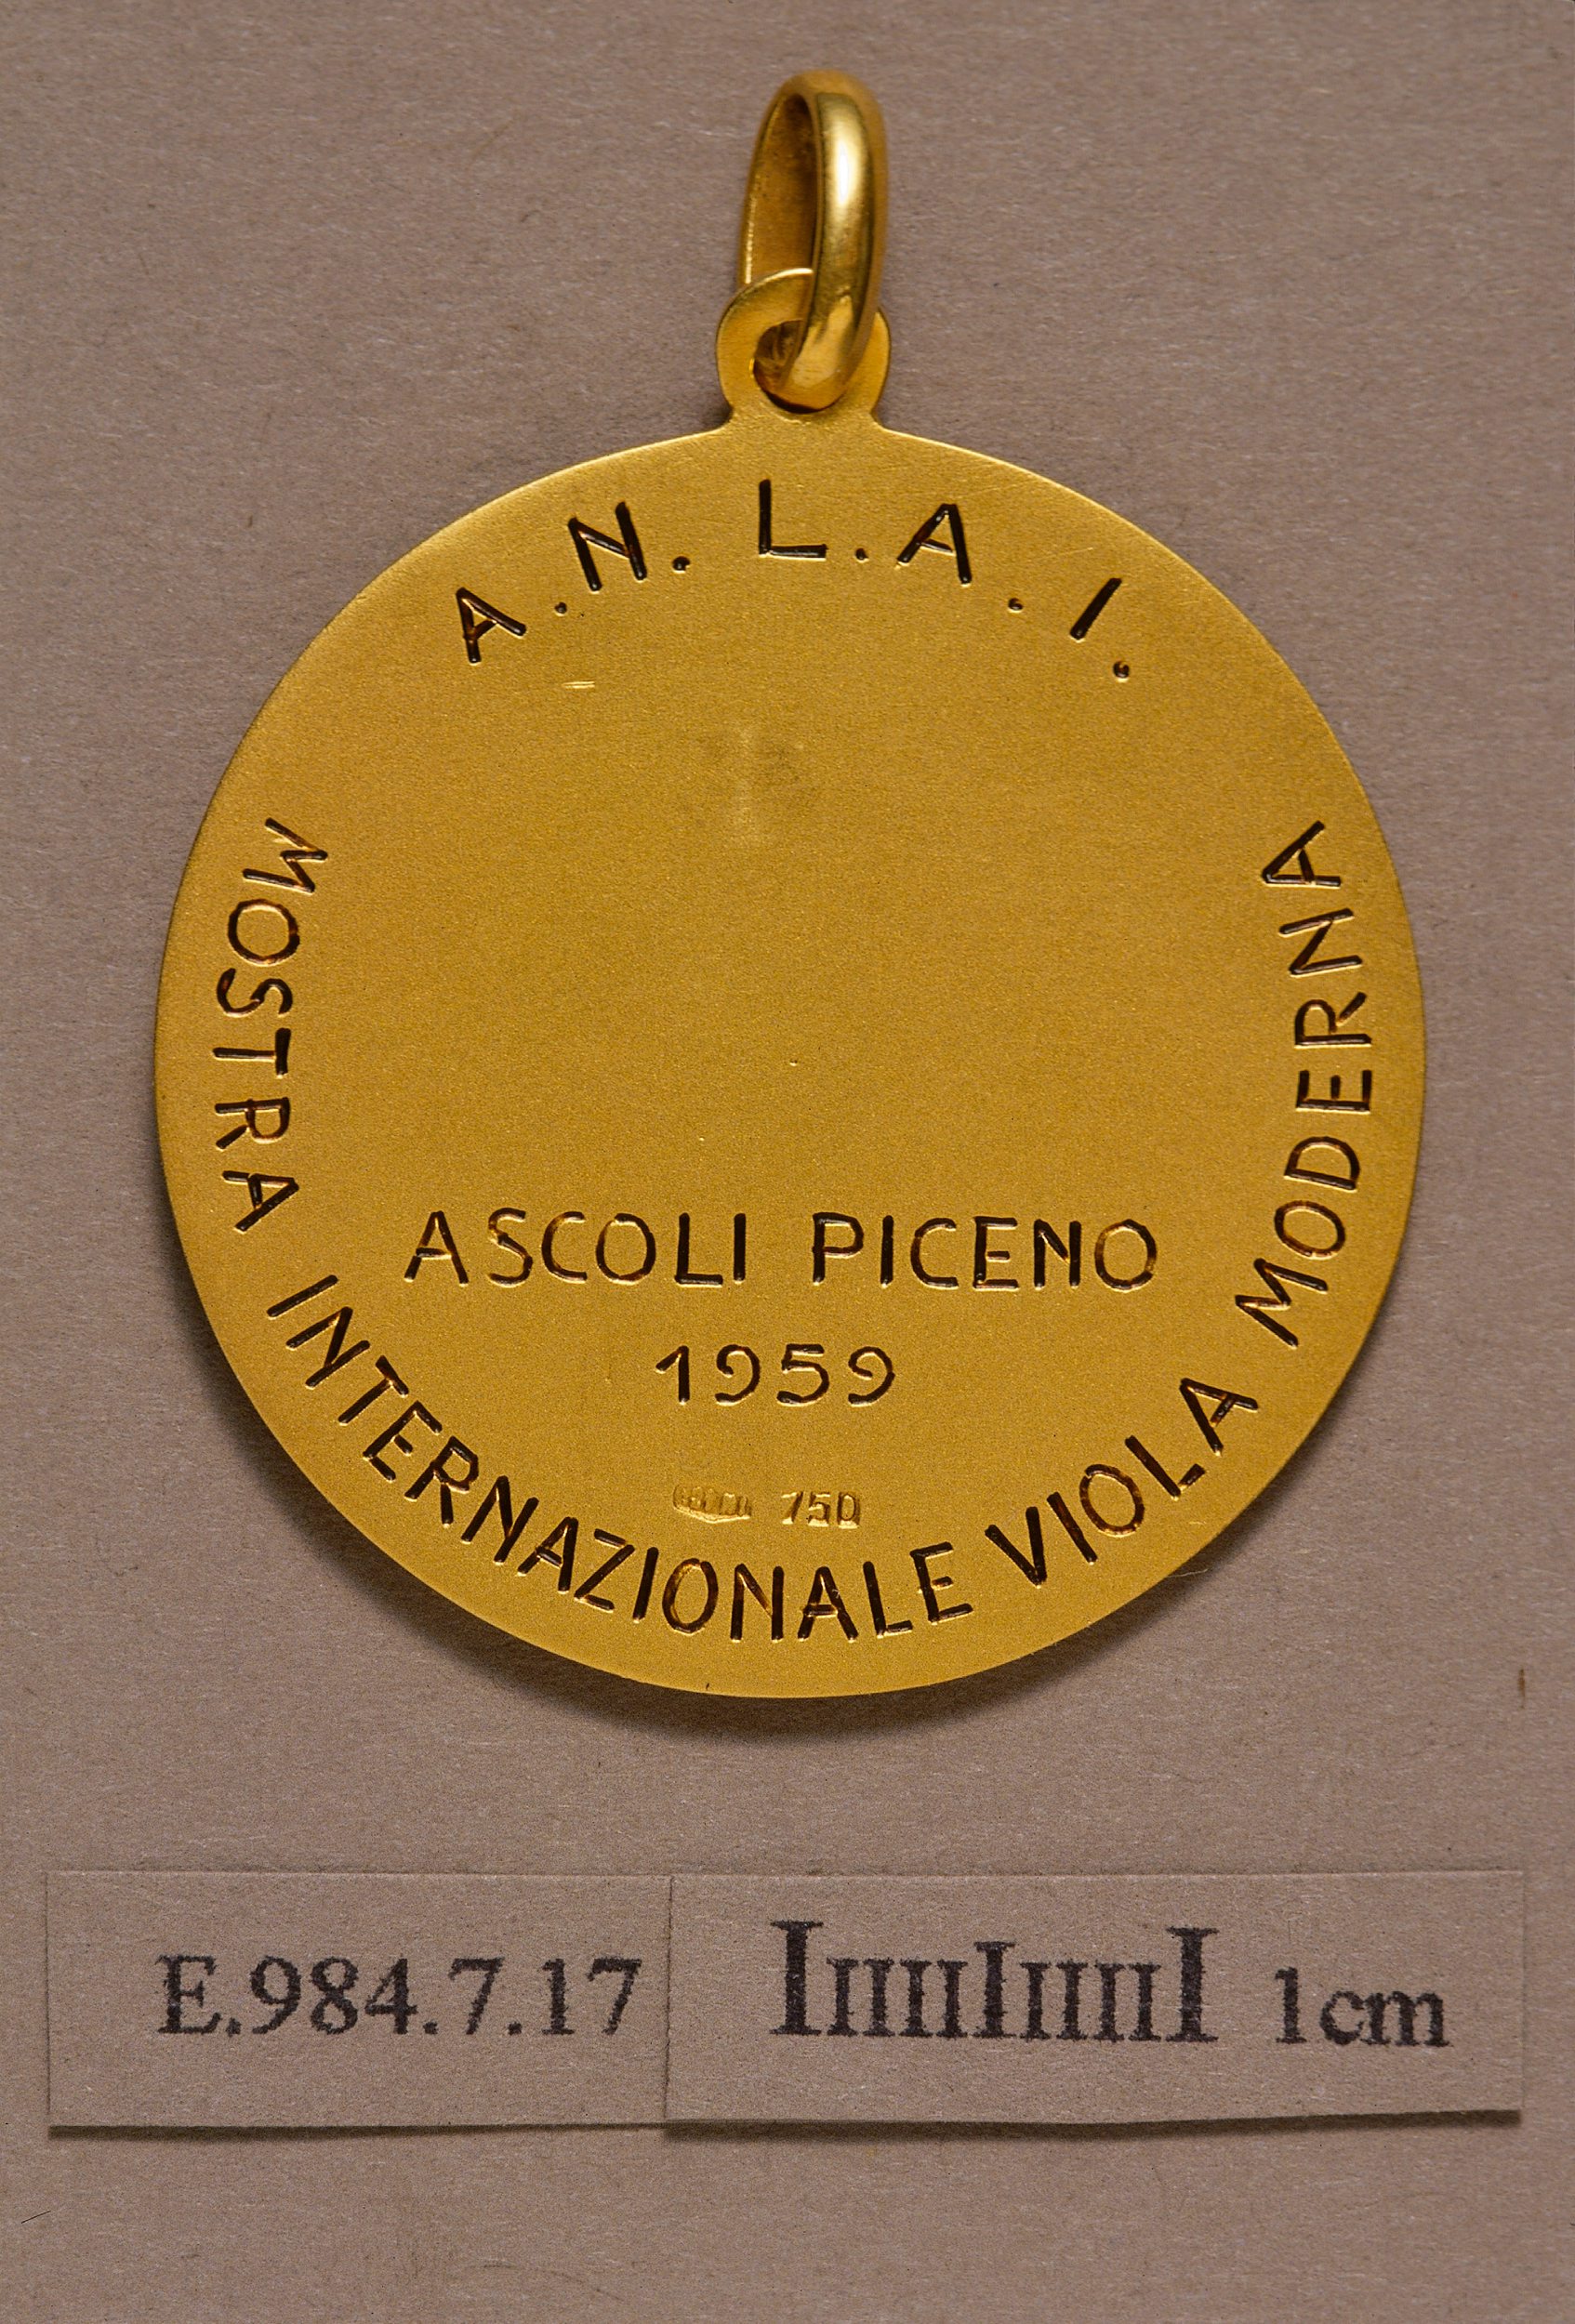 A.N.L.A.I.
MOSTRA INTERNAZIONALE VIOLA MODERNA
ASCOLI PICENO
1959
750
E.984.7.17
1cm